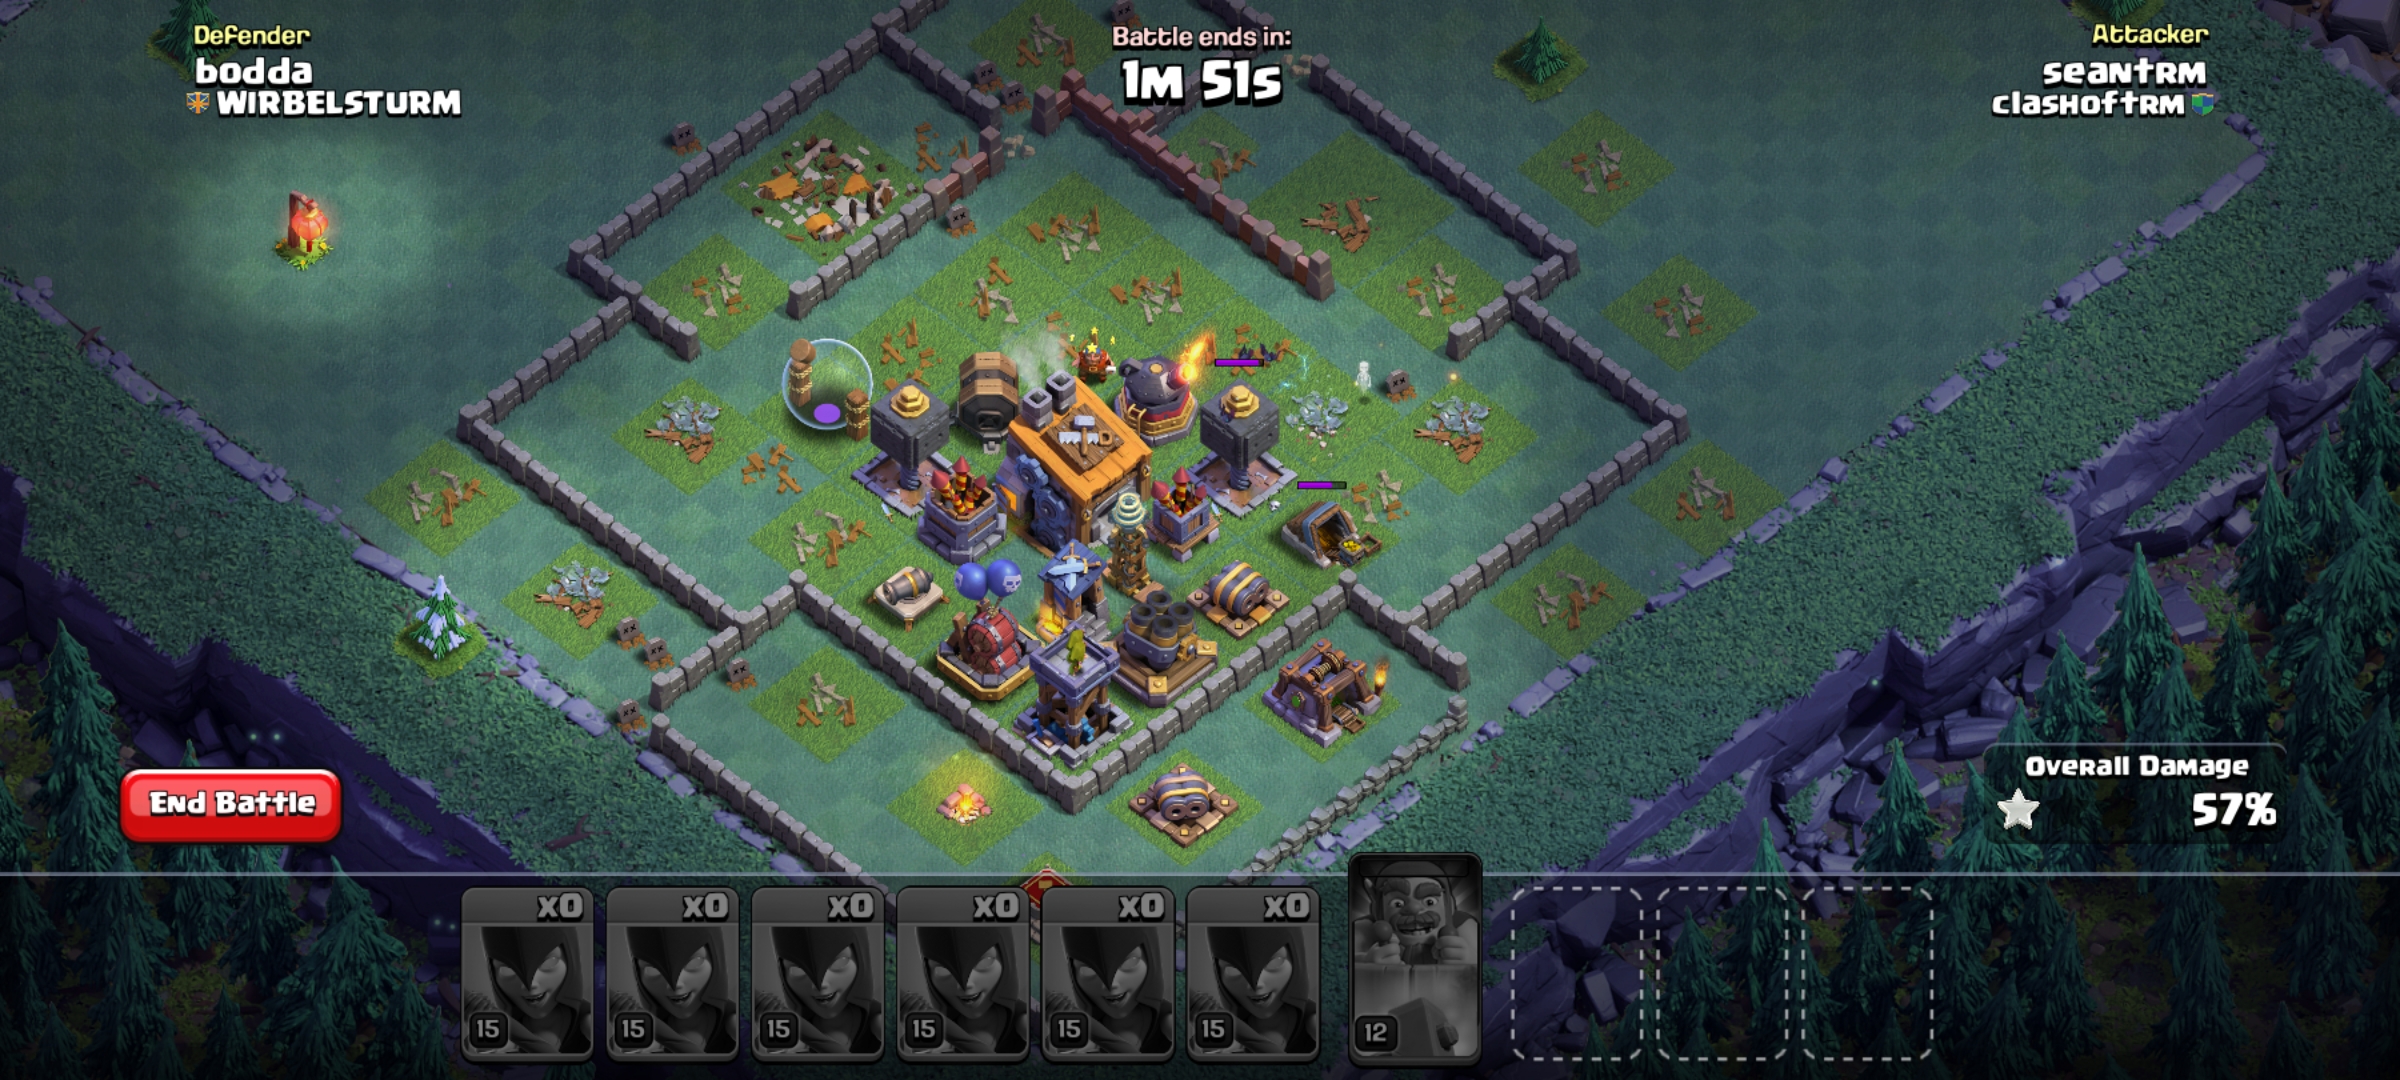 Defender
bodda
WIRBELSTURM
Battle ends in:
1M 51s
Attacker
seantRM
clashoftRM
End Battle
Overall Damage
57%
x0
x0
x0
x0
x0
x0
15
15
15
15
15
15
12